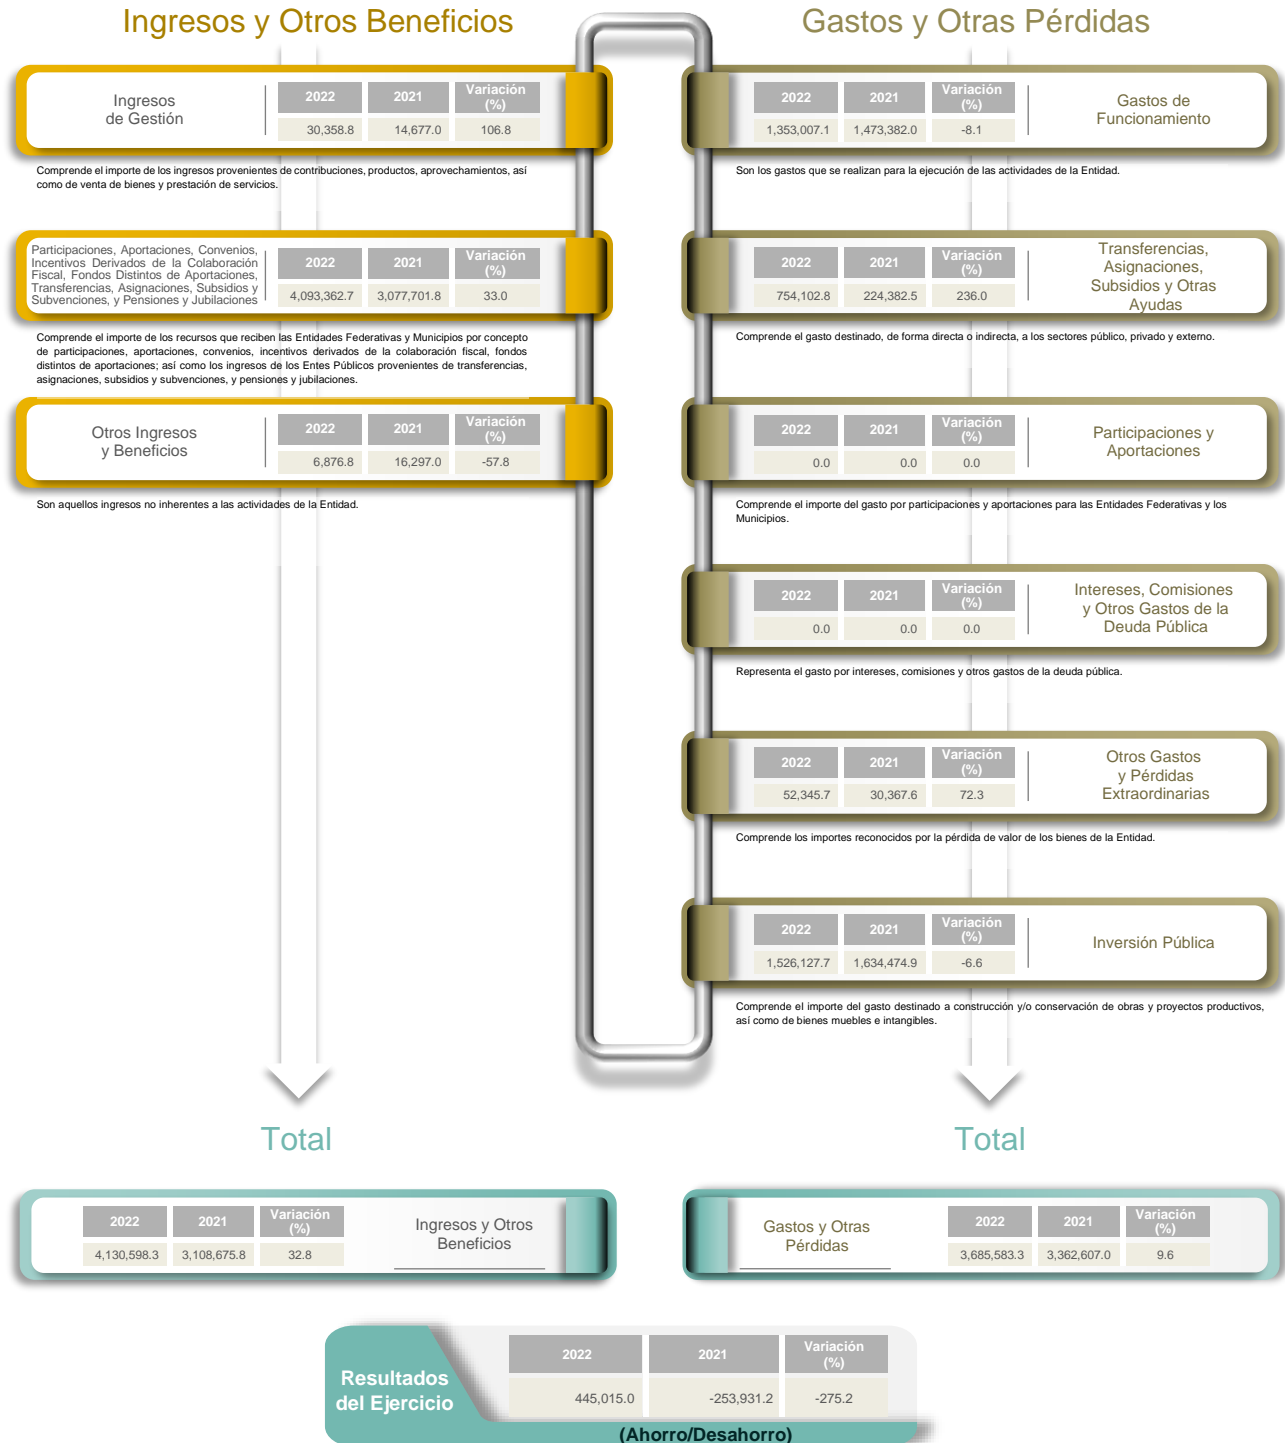 Ingresos y Otros Beneficios
Ingresos
de Gestión
2022 2021 Variación
(%)
30,358.8 14,677.0 106.8
Comprende el importe de los ingresos provenientes de contribuciones, productos, aprovechamientos, así
como de venta de bienes y prestación de servicios.
Participaciones, Aportaciones, Convenios,
Incentivos Derivados de la Colaboración
Fiscal, Fondos Distintos de Aportaciones,
Transferencias, Asignaciones, Subsidios y
Subvenciones, y Pensiones y Jubilaciones
2022 2021 Variación
(%)
4,093,362.7 3,077,701.8 33.0
Comprende el importe de los recursos que reciben las Entidades Federativas y Municipios por concepto
de participaciones, aportaciones, convenios, incentivos derivados de la colaboración fiscal, fondos
distintos de aportaciones; así como los ingresos de los Entes Públicos provenientes de transferencias,
asignaciones, subsidios y subvenciones, y pensiones y jubilaciones.
Otros Ingresos
y Beneficios
2022 2021 Variación
(%)
6,876.8 16,297.0 -57.8
Son aquellos ingresos no inherentes a las actividades de la Entidad.
Total
2022 2021 Variación
(%)
4,130,598.3 3,108,675.8 32.8
Ingresos y Otros
Beneficios
Gastos y Otras Pérdidas
2022 2021 Variación
(%)
1,353,007.1 1,473,382.0 -8.1
Gastos de
Funcionamiento
Son los gastos que se realizan para la ejecución de las actividades de la Entidad.
2022 2021 Variación
(%)
754,102.8 224,382.5 236.0
Transferencias,
Asignaciones,
Subsidios y Otras
Ayudas
Comprende el gasto destinado, de forma directa o indirecta, a los sectores público, privado y externo.
2022 2021 Variación
(%)
0.0 0.0 0.0
Participaciones y
Aportaciones
Comprende el importe del gasto por participaciones y aportaciones para las Entidades Federativas y los
Municipios.
2022 2021 Variación
(%)
0.0 0.0 0.0
Intereses, Comisiones
y Otros Gastos de la
Deuda Pública
Representa el gasto por intereses, comisiones y otros gastos de la deuda pública.
2022 2021 Variación
(%)
52,345.7 30,367.6 72.3
Otros Gastos
y Pérdidas
Extraordinarias
Comprende los importes reconocidos por la pérdida de valor de los bienes de la Entidad.
2022 2021 Variación
(%)
1,526,127.7 1,634,474.9 -6.6
Inversión Pública
Comprende el importe del gasto destinado a construcción y/o conservación de obras y proyectos productivos,
así como de bienes muebles e intangibles.
Total
Gastos y Otras
Pérdidas
2022 2021 Variación
(%)
3,685,583.3 3,362,607.0 9.6
Resultados
del Ejercicio
2022 2021 Variación
(%)
445,015.0 -253,931.2 -275.2
(Ahorro/Desahorro)